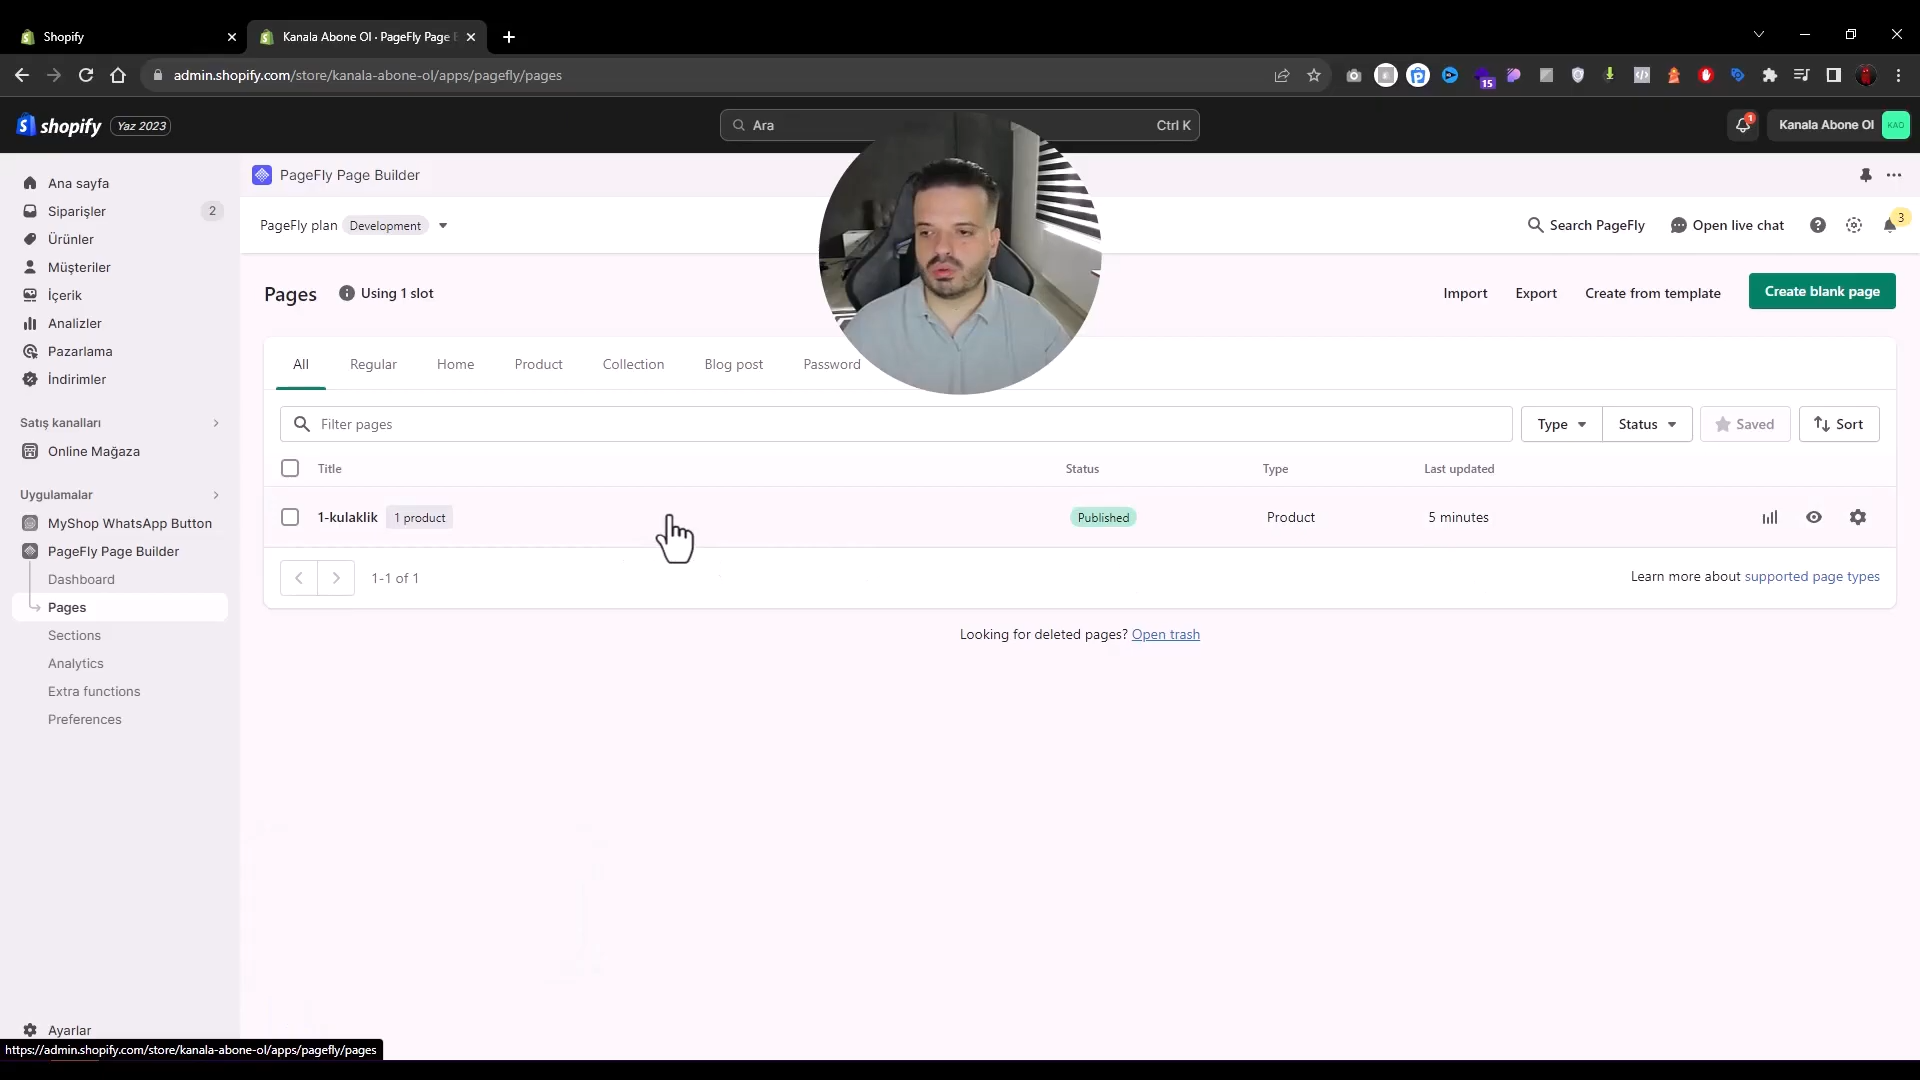 Shopify
Kanala Abone Ol · PageFly Page
admin.shopify.com/store/kanala-abone-ol/apps/pagefly/pages
15
shopify
Yaz 2023
Ara
Ctrl K
1
Kanala Abone Ol
KAO
Ana sayfa
Siparişler
2
Ürünler
Müşteriler
İçerik
Analizler
Pazarlama
İndirimler
Satış kanalları
Online Mağaza
Uygulamalar
MyShop WhatsApp Button
PageFly Page Builder
Dashboard
Pages
Sections
Analytics
Extra functions
Preferences
Ayarlar
https://admin.shopify.com/store/kanala-abone-ol/apps/pagefly/pages
PageFly Page Builder
PageFly plan
Development
Search PageFly
Open live chat
3
Pages
Using 1 slot
Import
Export
Create from template
Create blank page
All
Regular
Home
Product
Collection
Blog post
Password
Filter pages
Type
Status
Saved
Sort
Title
Status
Type
Last updated
1-kulaklik
1 product
Published
Product
5 minutes
1-1 of 1
Learn more about supported page types
Looking for deleted pages? Open trash